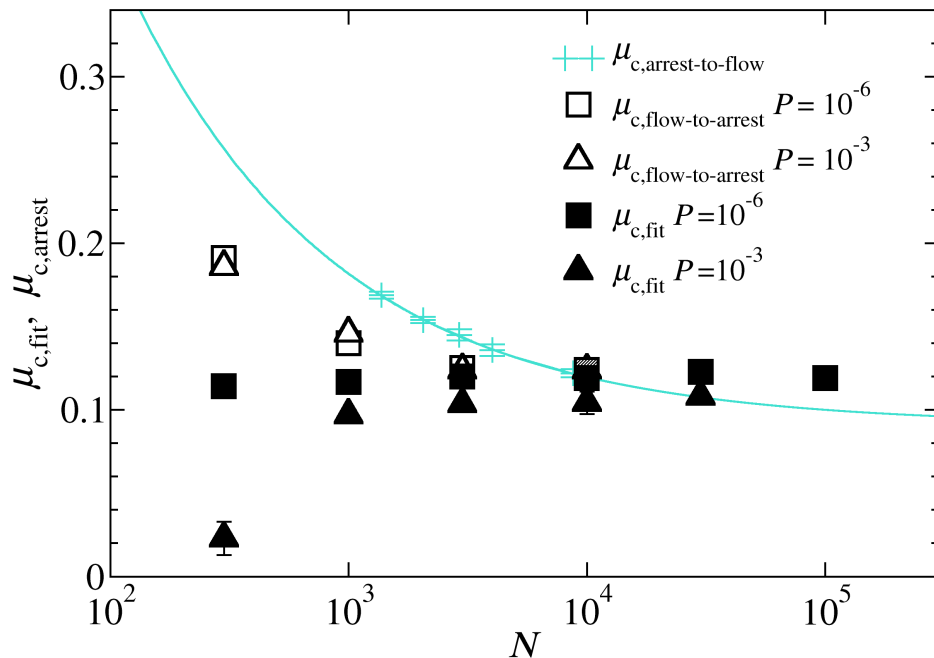 μc,fit, μc,arrest
0.3
0.2
0.1
0
10^2
10^3
10^4
10^5
N
μc,arrest-to-flow
μc,flow-to-arrest P = 10^-6
μc,flow-to-arrest P = 10^-3
μc,fit P = 10^-6
μc,fit P = 10^-3